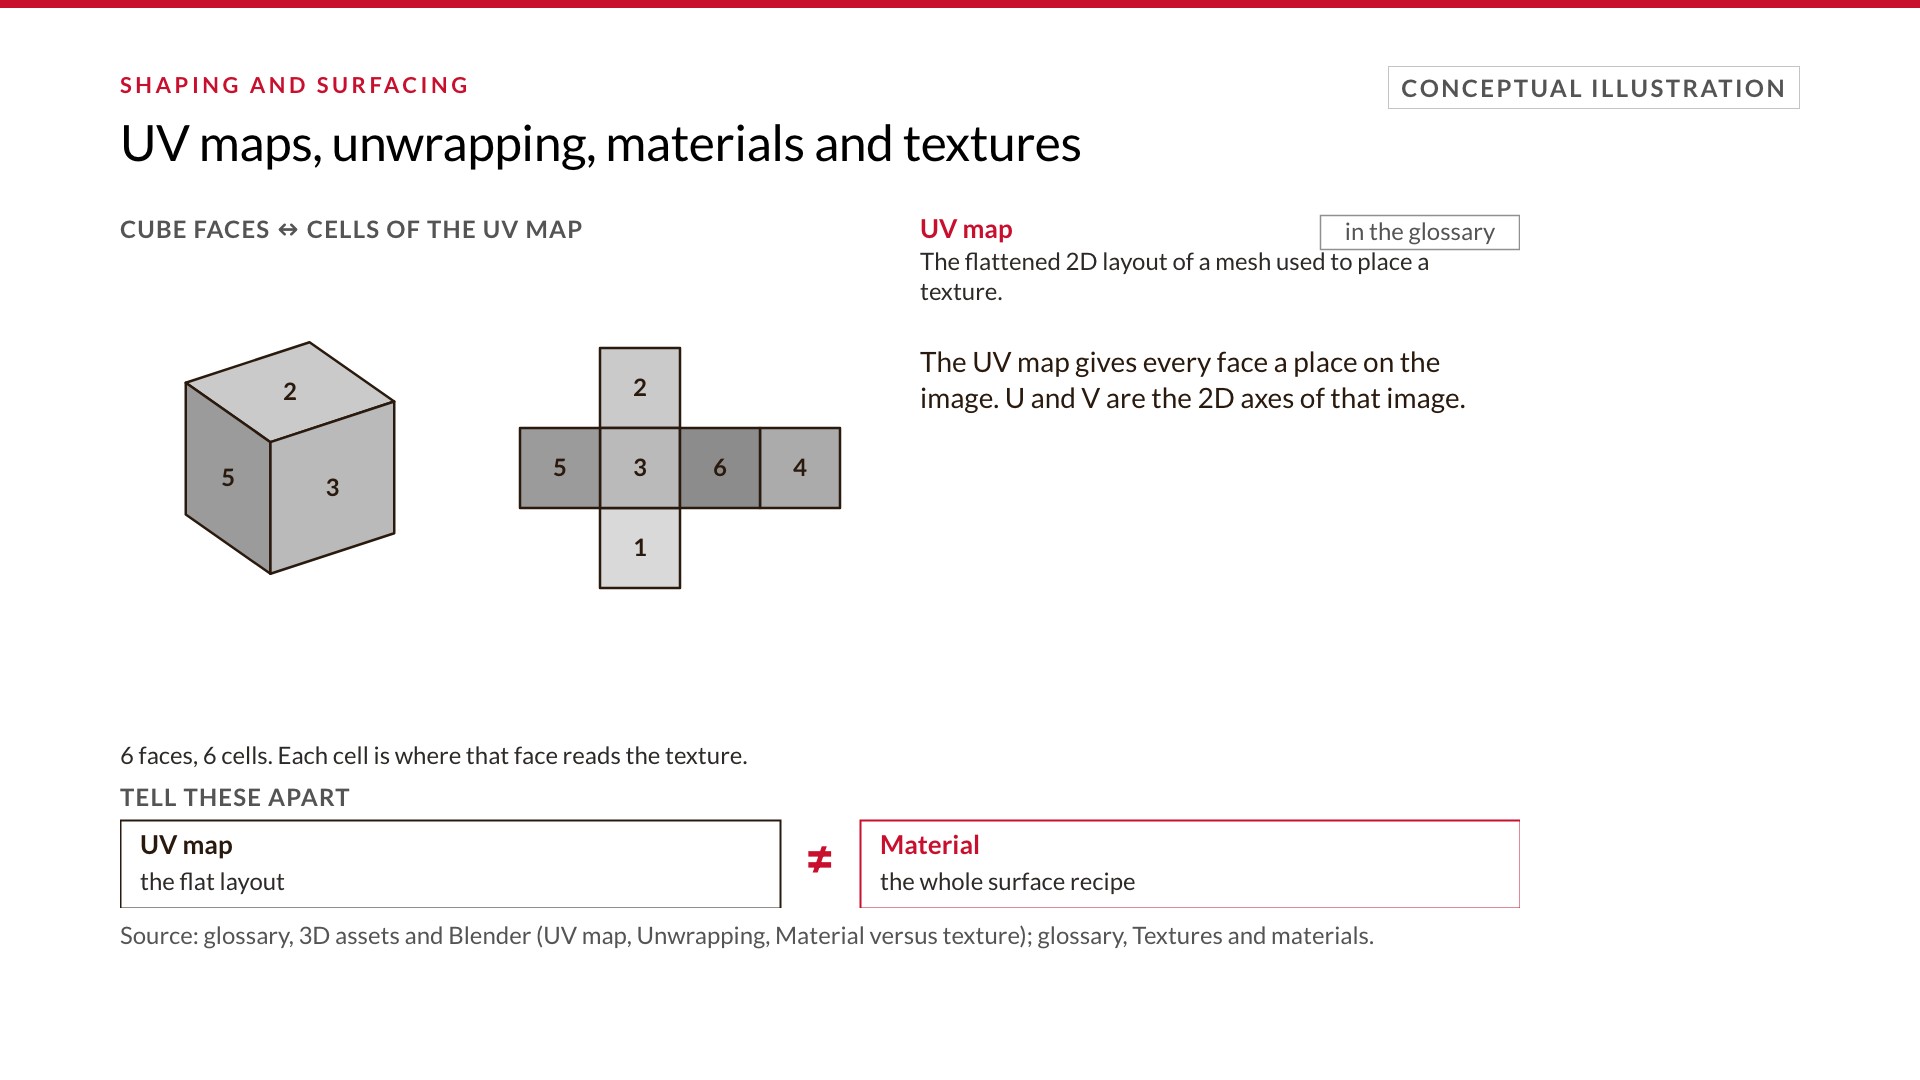 SHAPING AND SURFACING
CONCEPTUAL ILLUSTRATION
UV maps, unwrapping, materials and textures
CUBE FACES ↔ CELLS OF THE UV MAP
2
5
3
2
5 3 6 4
1
UV map
in the glossary
The flattened 2D layout of a mesh used to place a
texture.
The UV map gives every face a place on the
image. U and V are the 2D axes of that image.
6 faces, 6 cells. Each cell is where that face reads the texture.
TELL THESE APART
UV map
the flat layout
≠
Material
the whole surface recipe
Source: glossary, 3D assets and Blender (UV map, Unwrapping, Material versus texture); glossary, Textures and materials.